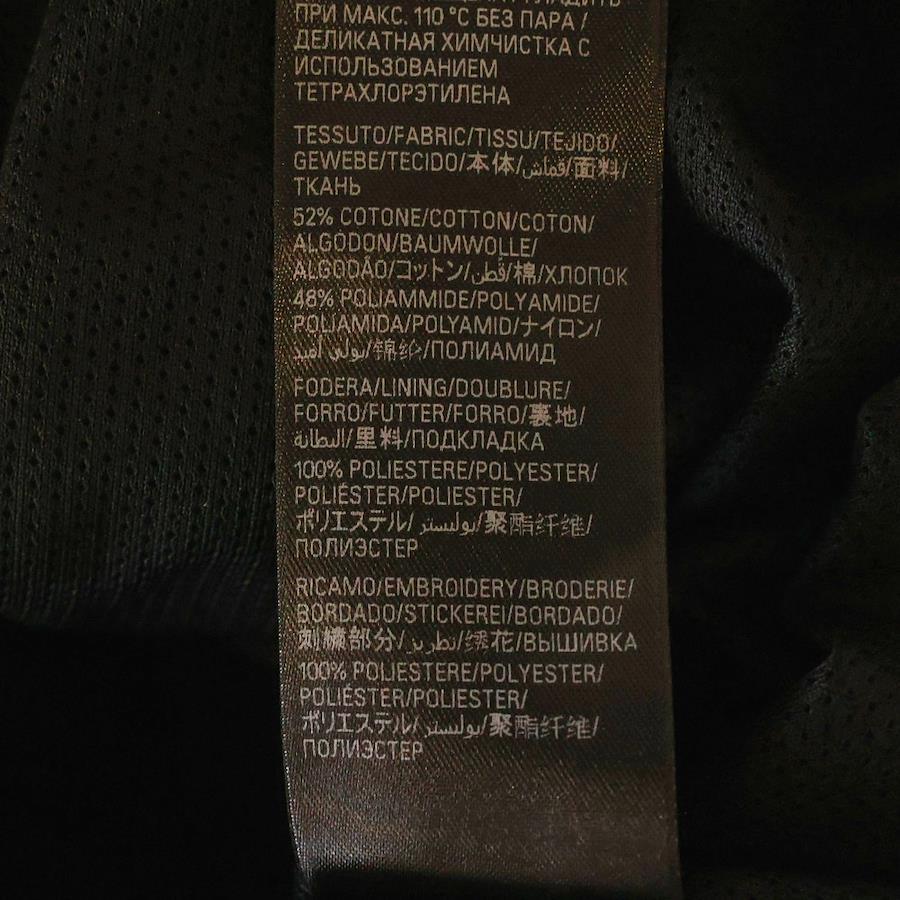 ПРИ МАКС. 110 °C БЕЗ ПАРА /
ДЕЛИКАТНАЯ ХИМЧИСТКА С
ИСПОЛЬЗОВАНИЕМ
ТЕТРАХЛОРЭТИЛЕНА
TESSUTO/FABRIC/TISSU/TEJIDO/
GEWEBE/TECIDO/本体/قماش/面料/
ТКАНЬ
52% COTONE/COTTON/COTON/
ALGODON/BAUMWOLLE/
ALGODÃO/コットン/قطن/棉/ХЛОПОК
48% POLIAMMIDE/POLYAMIDE/
POLIAMIDA/POLYAMID/ナイロン/
بولي أميد/锦纶/ПОЛИАМИД
FODERA/LINING/DOUBLURE/
FORRO/FUTTER/FORRO/裏地/
البطانة/里料/ПОДКЛАДКА
100% POLIESTERE/POLYESTER/
POLIÉSTER/POLIESTER/
ポリエステル/بوليستر/聚酯纤维/
ПОЛИЭСТЕР
RICAMO/EMBROIDERY/BRODERIE/
BORDADO/STICKEREI/BORDADO/
刺繍部分/تطريز/绣花/ВЫШИВКА
100% POLIESTERE/POLYESTER/
POLIÉSTER/POLIESTER/
ポリエステル/بوليستر/聚酯纤维/
ПОЛИЭСТЕР